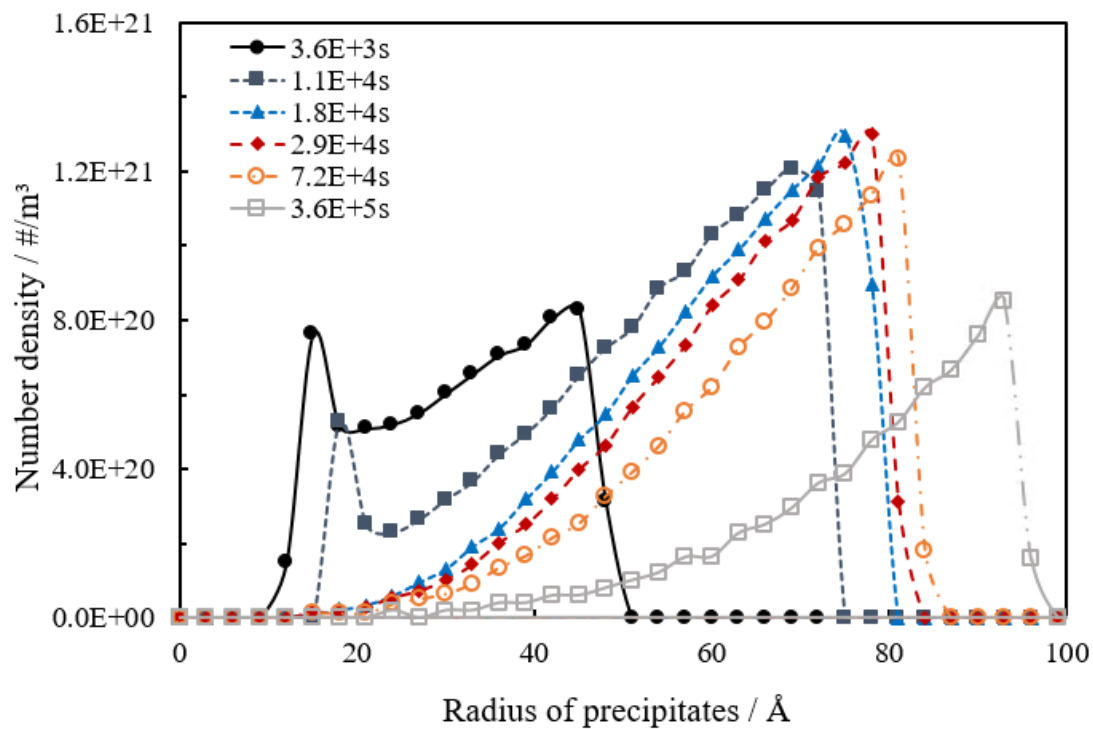 1.6E+21
1.2E+21
8.0E+20
4.0E+20
0.0E+00
Number density / #/m³
3.6E+3s
1.1E+4s
1.8E+4s
2.9E+4s
7.2E+4s
3.6E+5s
0 20 40 60 80 100
Radius of precipitates / Å